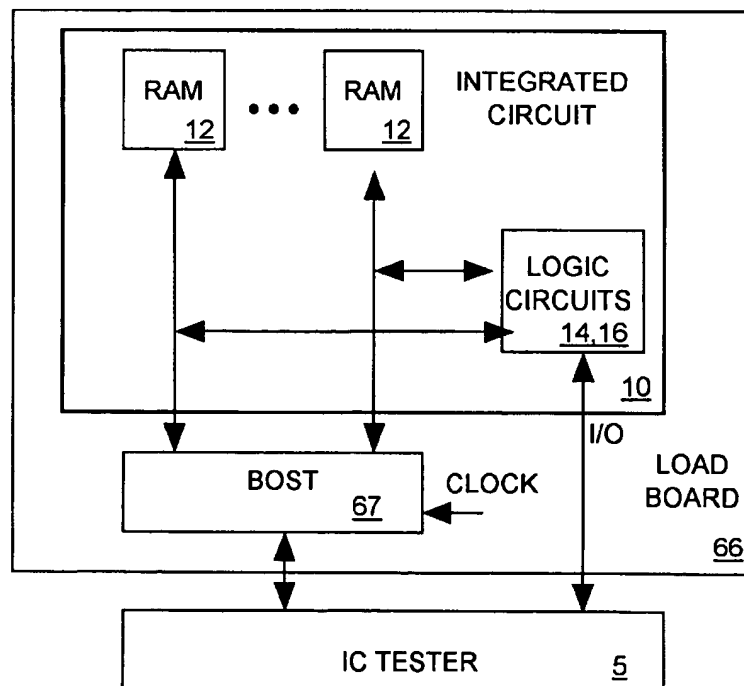 RAM
12
RAM
12
INTEGRATED
CIRCUIT
LOGIC
CIRCUITS
14,16
10
I/O
BOST
67
CLOCK
LOAD
BOARD
66
IC TESTER
5